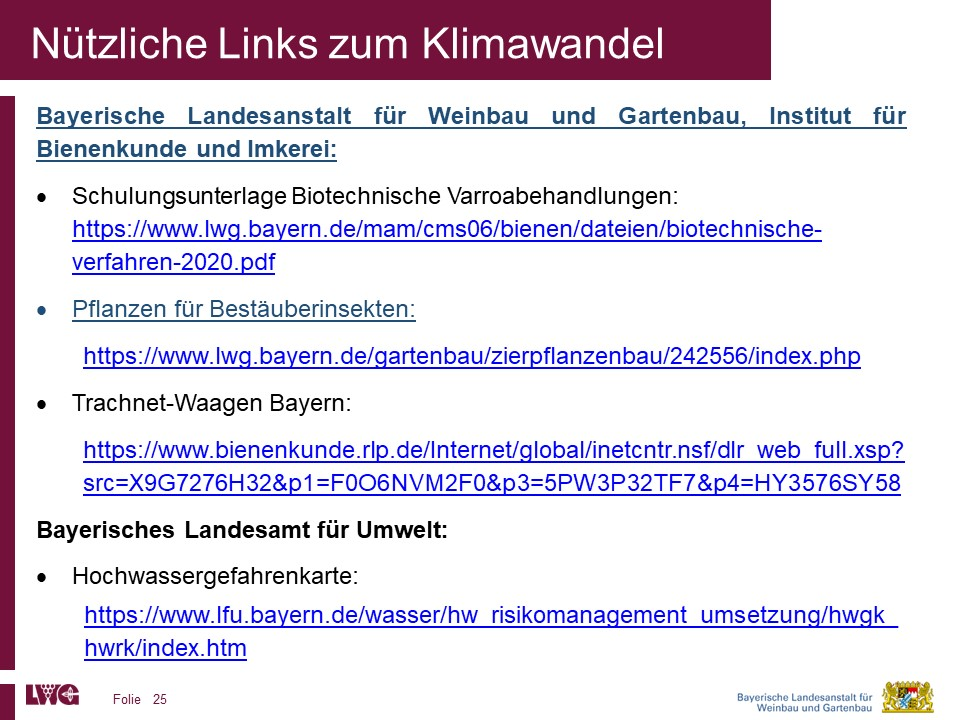 Nützliche Links zum Klimawandel
Bayerische Landesanstalt für Weinbau und Gartenbau, Institut für
Bienenkunde und Imkerei:
• Schulungsunterlage Biotechnische Varroabehandlungen:
https://www.lwg.bayern.de/mam/cms06/bienen/dateien/biotechnische-
verfahren-2020.pdf
• Pflanzen für Bestäuberinsekten:
https://www.lwg.bayern.de/gartenbau/zierpflanzenbau/242556/index.php
• Trachnet-Waagen Bayern:
https://www.bienenkunde.rlp.de/Internet/global/inetcntr.nsf/dlr_web_full.xsp?
src=X9G7276H32&p1=F0O6NVM2F0&p3=5PW3P32TF7&p4=HY3576SY58
Bayerisches Landesamt für Umwelt:
• Hochwassergefahrenkarte:
https://www.lfu.bayern.de/wasser/hw_risikomanagement_umsetzung/hwgk_
hwrk/index.htm
LWG
Folie 25
Bayerische Landesanstalt für
Weinbau und Gartenbau